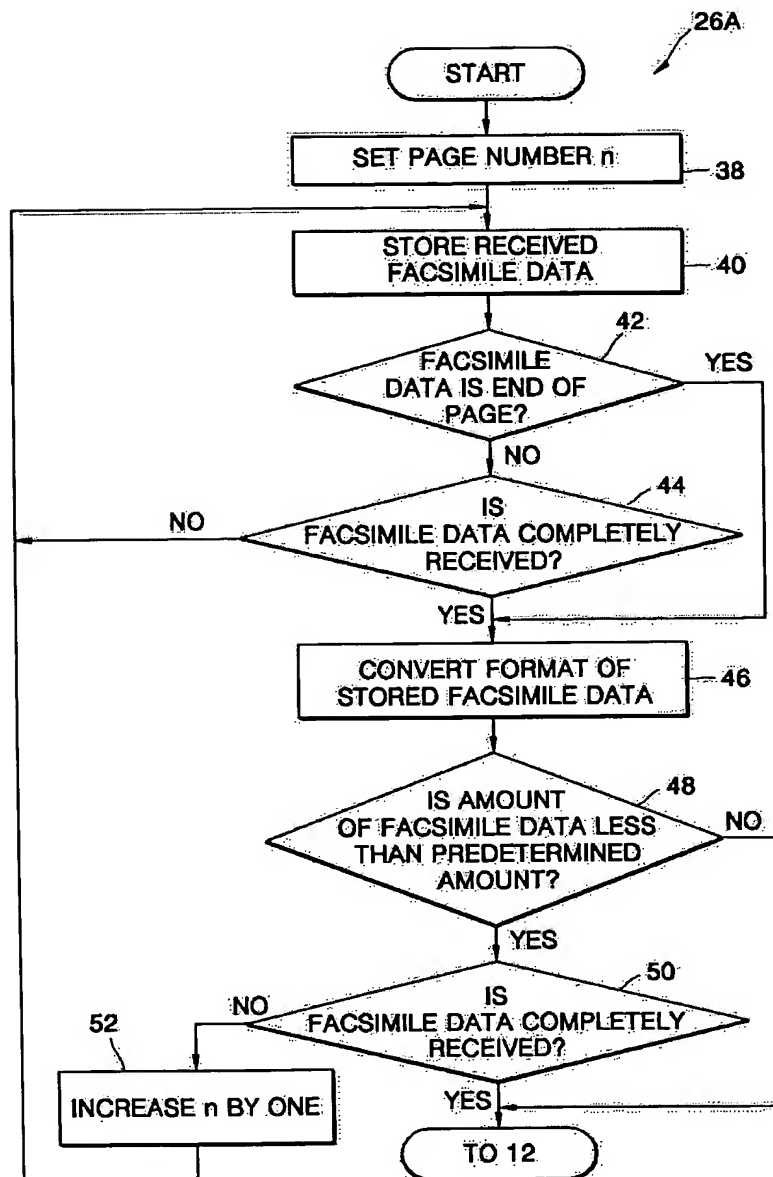 26A
START
SET PAGE NUMBER n
38
STORE RECEIVED
FACSIMILE DATA
40
42
FACSIMILE
DATA IS END OF
PAGE?
YES
NO
44
IS
FACSIMILE DATA COMPLETELY
RECEIVED?
NO
YES
CONVERT FORMAT OF
STORED FACSIMILE DATA
46
48
IS AMOUNT
OF FACSIMILE DATA LESS
THAN PREDETERMINED
AMOUNT?
NO
YES
50
IS
FACSIMILE DATA COMPLETELY
RECEIVED?
NO
52
INCREASE n BY ONE
YES
TO 12